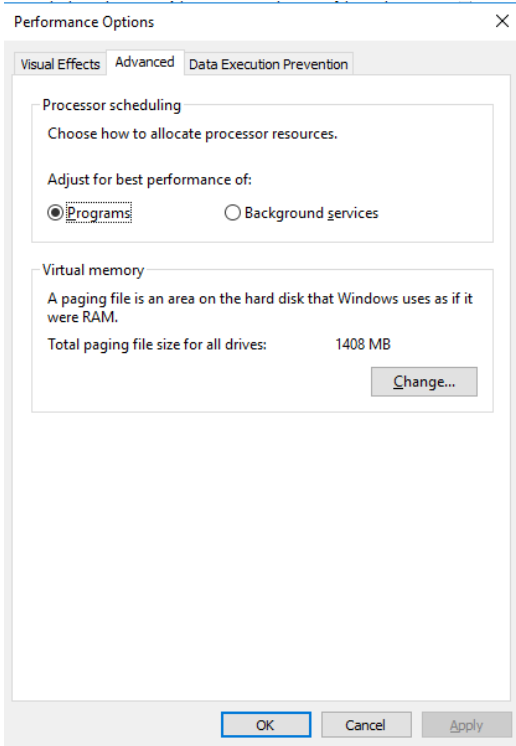 Performance Options
Visual Effects Advanced Data Execution Prevention
Processor scheduling
Choose how to allocate processor resources.
Adjust for best performance of:
Programs Background services
Virtual memory
A paging file is an area on the hard disk that Windows uses as if it
were RAM.
Total paging file size for all drives: 1408 MB
Change...
OK Cancel Apply